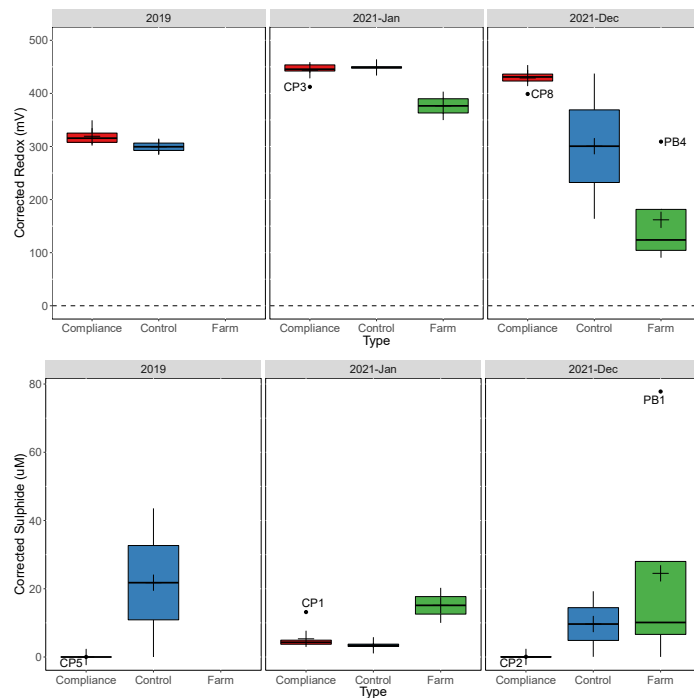 2019 2021-Jan 2021-Dec
Corrected Redox (mV)
500
400
300
200
100
0
CP3
CP8
PB4
Compliance Control Farm Compliance Control Farm Compliance Control Farm
Type
2019 2021-Jan 2021-Dec
Corrected Sulphide (uM)
80
60
40
20
0
PB1
CP1
CP5
CP2
Compliance Control Farm Compliance Control Farm Compliance Control Farm
Type